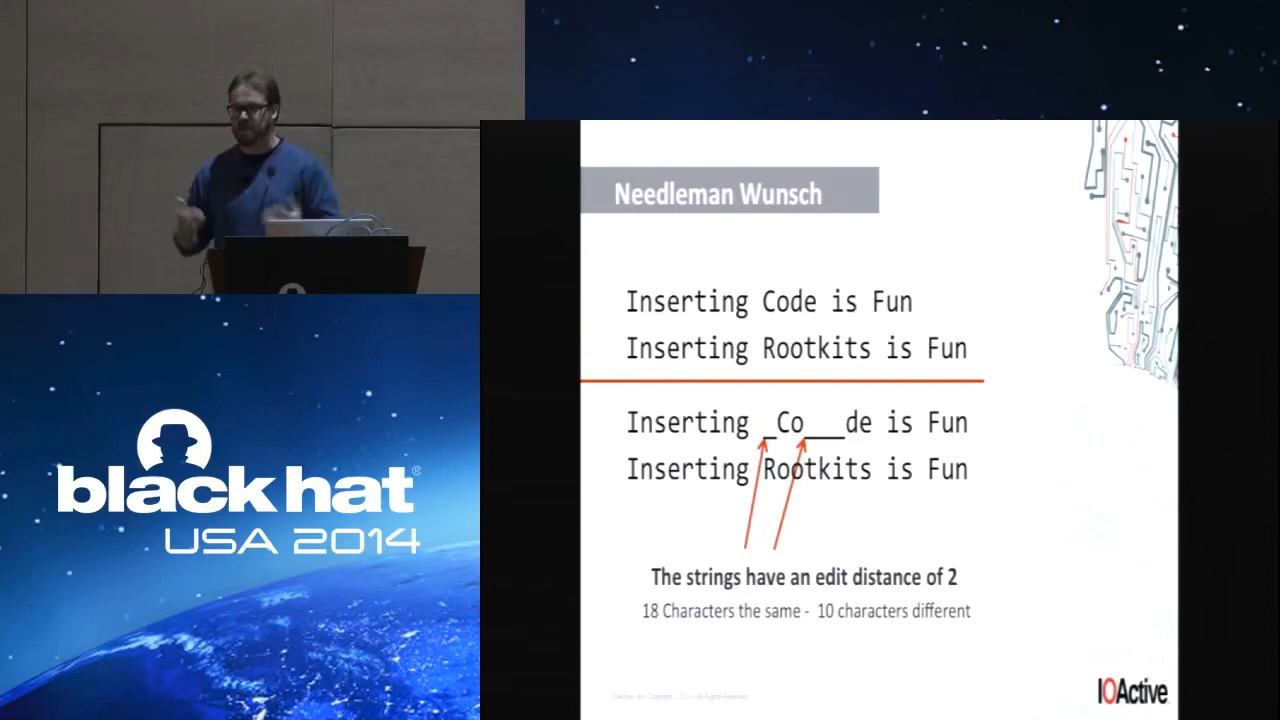 Needleman Wunsch
Inserting Code is Fun
Inserting Rootkits is Fun
Inserting _Co___de is Fun
Inserting Rootkits is Fun
The strings have an edit distance of 2
18 Characters the same - 10 characters different
IOActive
black hat®
USA 2014